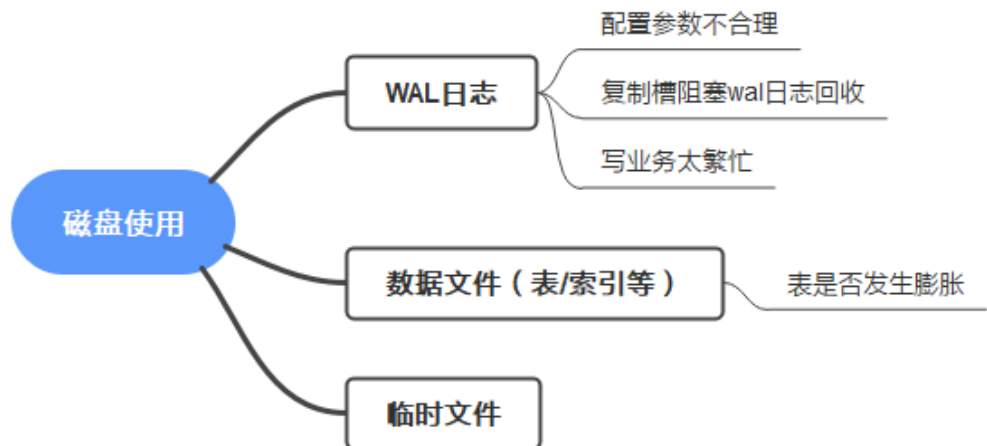 配置参数不合理
WAL日志
复制槽阻塞wal日志回收
写业务太繁忙
磁盘使用
数据文件（表/索引等）
表是否发生膨胀
临时文件